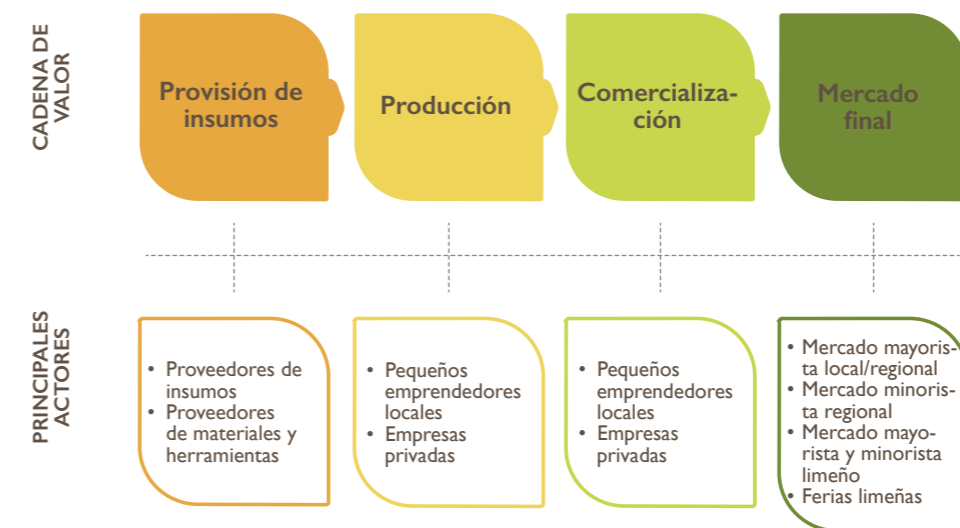 CADENA DE
VALOR
Provisión de
insumos
Producción
Comercializa-
ción
Mercado
final
PRINCIPALES
ACTORES
• Proveedores de
insumos
• Proveedores
de materiales y
herramientas
• Pequeños
emprendedores
locales
• Empresas
privadas
• Pequeños
emprendedores
locales
• Empresas
privadas
• Mercado mayoris-
ta local/regional
• Mercado minoris-
ta regional
• Mercado mayo-
rista y minorista
limeño
• Ferias limeñas